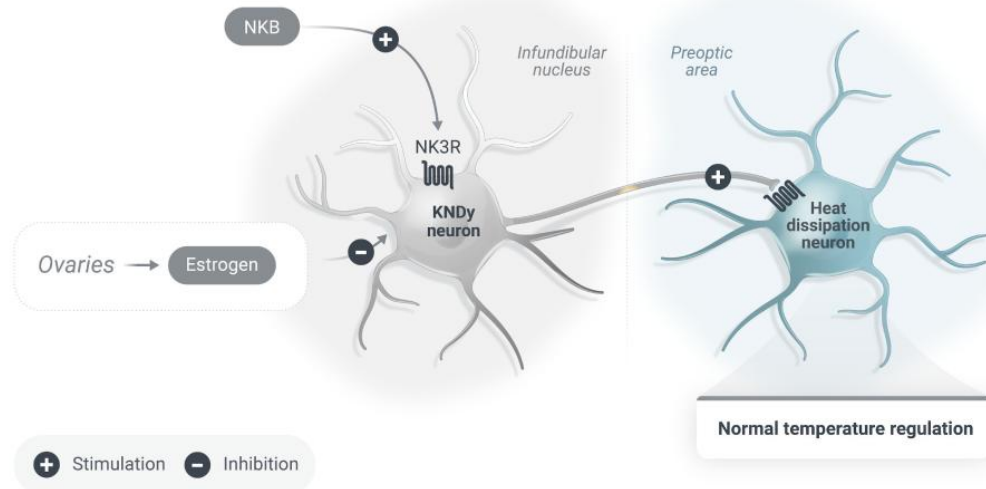 NKB
+
Infundibular
nucleus
Preoptic
area
NK3R
+
KNDy
neuron
Heat
dissipation
neuron
−
Ovaries
Estrogen
Normal temperature regulation
+ Stimulation − Inhibition